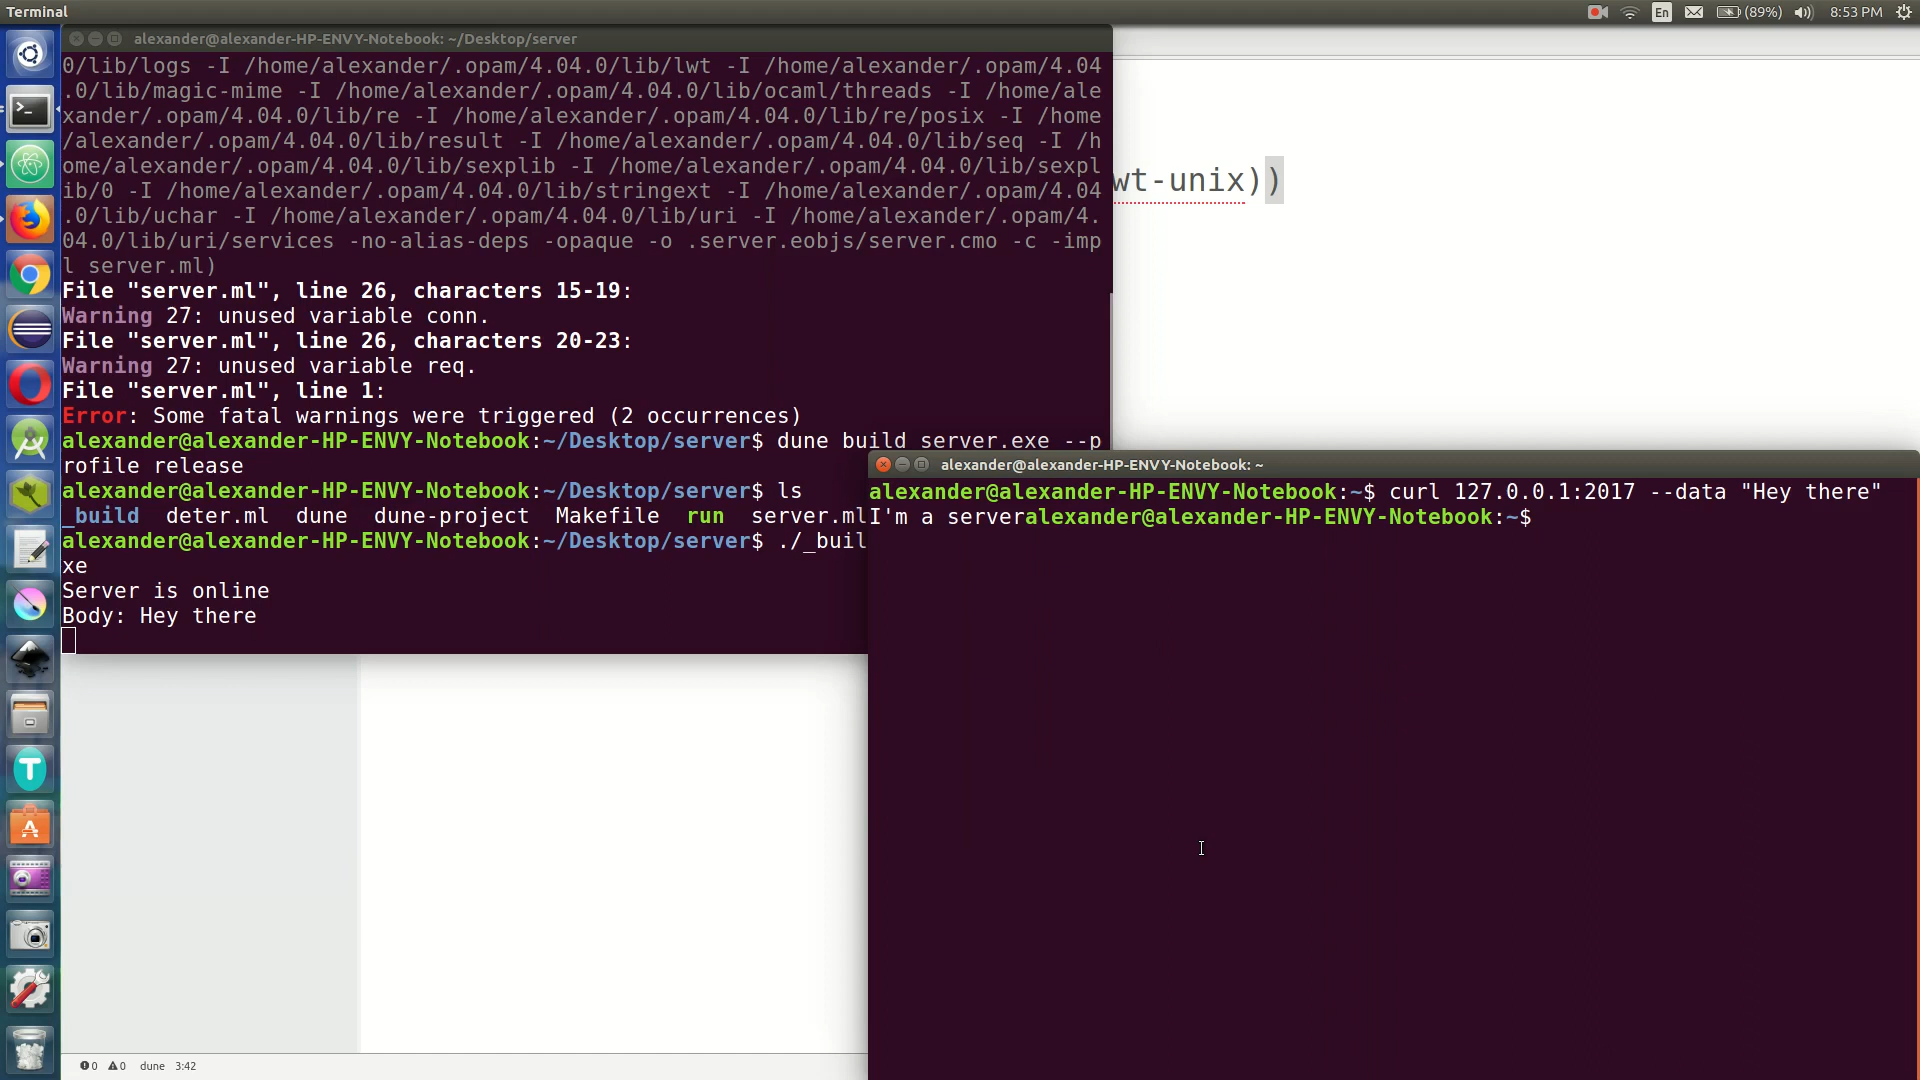 Terminal
En
(89%)
8:53 PM
alexander@alexander-HP-ENVY-Notebook: ~/Desktop/server
0/lib/logs -I /home/alexander/.opam/4.04.0/lib/lwt -I /home/alexander/.opam/4.04
.0/lib/magic-mime -I /home/alexander/.opam/4.04.0/lib/ocaml/threads -I /home/ale
xander/.opam/4.04.0/lib/re -I /home/alexander/.opam/4.04.0/lib/re/posix -I /home
/alexander/.opam/4.04.0/lib/result -I /home/alexander/.opam/4.04.0/lib/seq -I /h
ome/alexander/.opam/4.04.0/lib/sexplib -I /home/alexander/.opam/4.04.0/lib/sexpl
ib/0 -I /home/alexander/.opam/4.04.0/lib/stringext -I /home/alexander/.opam/4.04
.0/lib/uchar -I /home/alexander/.opam/4.04.0/lib/uri -I /home/alexander/.opam/4.
04.0/lib/uri/services -no-alias-deps -opaque -o .server.eobjs/server.cmo -c -imp
l server.ml)
File "server.ml", line 26, characters 15-19:
Warning 27: unused variable conn.
File "server.ml", line 26, characters 20-23:
Warning 27: unused variable req.
File "server.ml", line 1:
Error: Some fatal warnings were triggered (2 occurrences)
alexander@alexander-HP-ENVY-Notebook:~/Desktop/server$ dune build server.exe --p
rofile release
alexander@alexander-HP-ENVY-Notebook:~/Desktop/server$ ls
_build deter.ml dune dune-project Makefile run server.ml
alexander@alexander-HP-ENVY-Notebook:~/Desktop/server$ ./_buil
xe
Server is online
Body: Hey there
wt-unix))
alexander@alexander-HP-ENVY-Notebook: ~
alexander@alexander-HP-ENVY-Notebook:~$ curl 127.0.0.1:2017 --data "Hey there"
I'm a serveralexander@alexander-HP-ENVY-Notebook:~$
0 0 dune 3:42